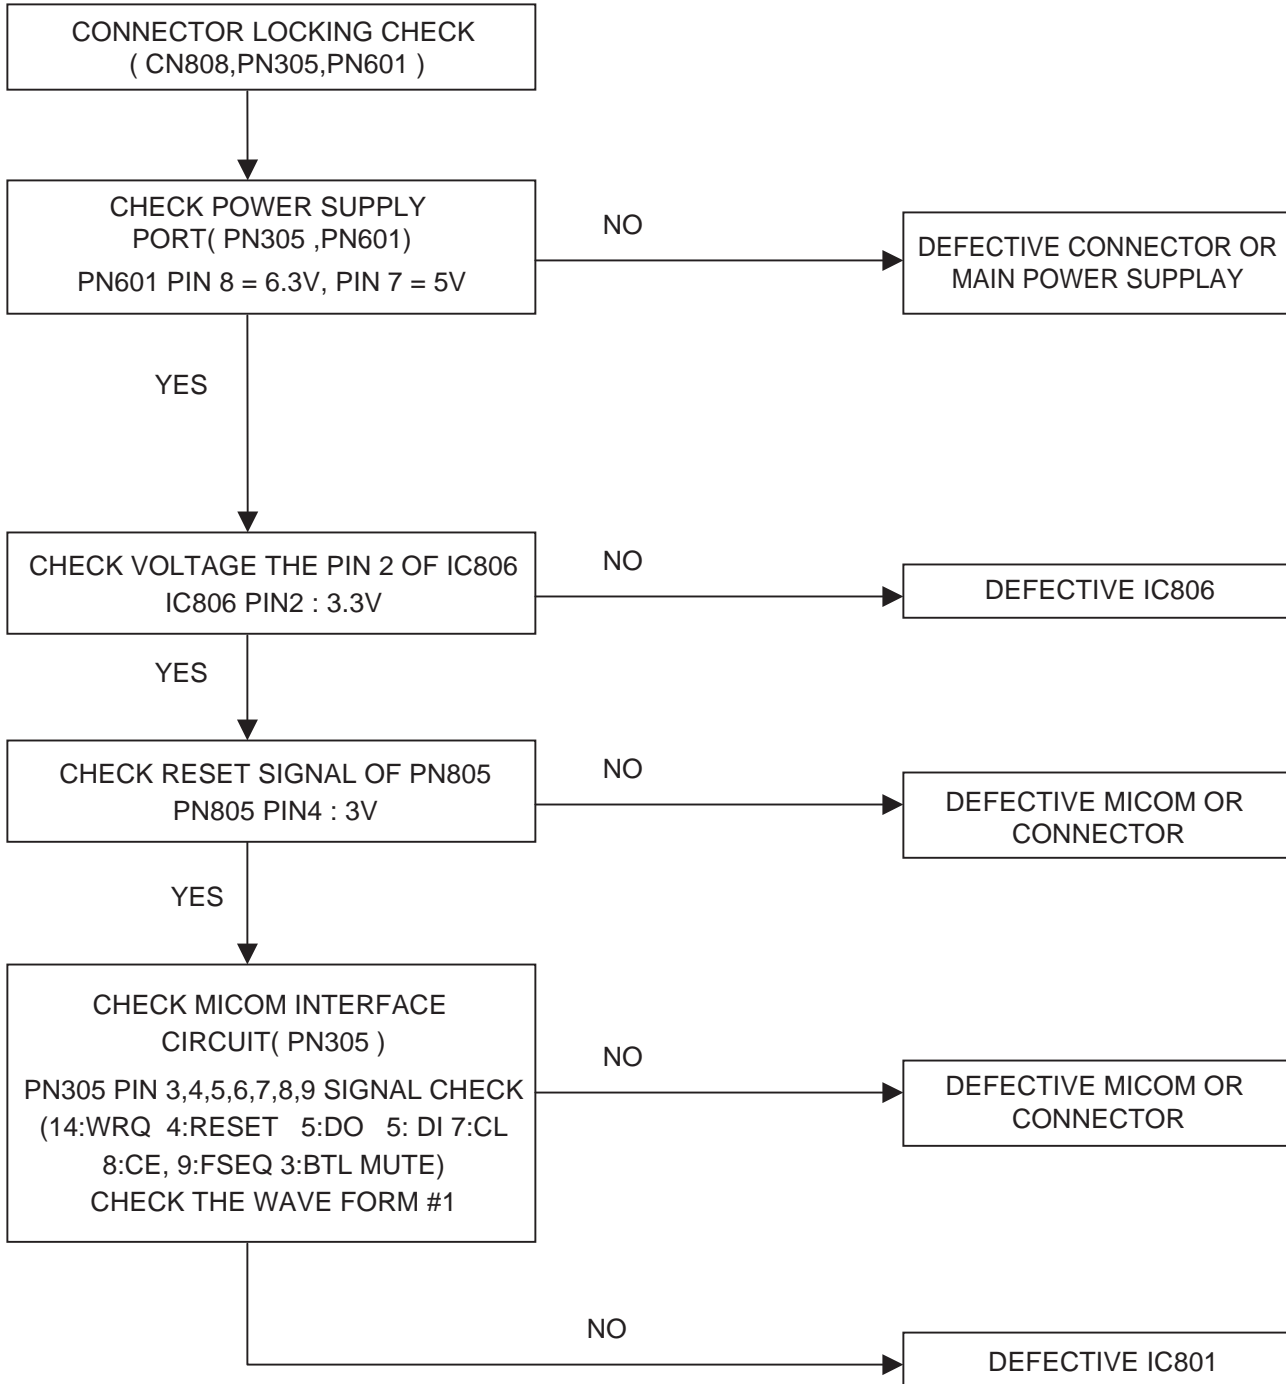 CONNECTOR LOCKING CHECK
( CN808,PN305,PN601 )
CHECK POWER SUPPLY
PORT( PN305 ,PN601)
PN601 PIN 8 = 6.3V, PIN 7 = 5V
NO
DEFECTIVE CONNECTOR OR
MAIN POWER SUPPLAY
YES
CHECK VOLTAGE THE PIN 2 OF IC806
IC806 PIN2 : 3.3V
NO
DEFECTIVE IC806
YES
CHECK RESET SIGNAL OF PN805
PN805 PIN4 : 3V
NO
DEFECTIVE MICOM OR
CONNECTOR
YES
CHECK MICOM INTERFACE
CIRCUIT( PN305 )
PN305 PIN 3,4,5,6,7,8,9 SIGNAL CHECK
(14:WRQ 4:RESET 5:DO 5: DI 7:CL
8:CE, 9:FSEQ 3:BTL MUTE)
CHECK THE WAVE FORM #1
NO
DEFECTIVE MICOM OR
CONNECTOR
NO
DEFECTIVE IC801